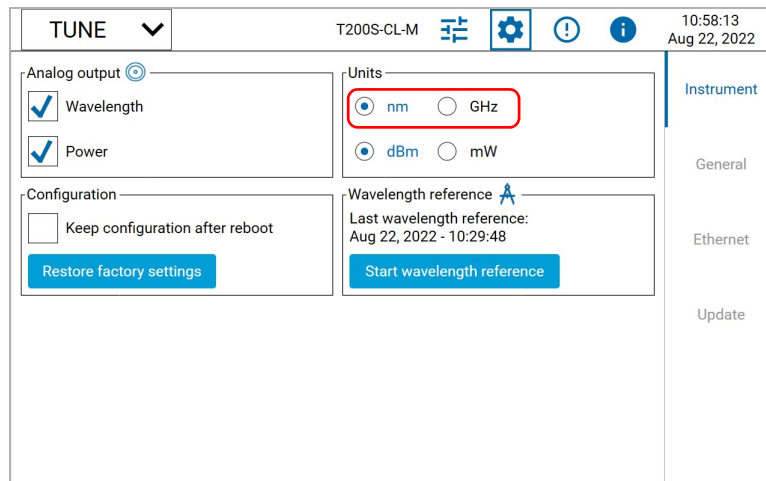 TUNE
T200S-CL-M
10:58:13
Aug 22, 2022
Analog output
Wavelength
Power
Units
nm GHz
dBm mW
Configuration
Keep configuration after reboot
Restore factory settings
Wavelength reference
Last wavelength reference:
Aug 22, 2022 - 10:29:48
Start wavelength reference
Instrument
General
Ethernet
Update